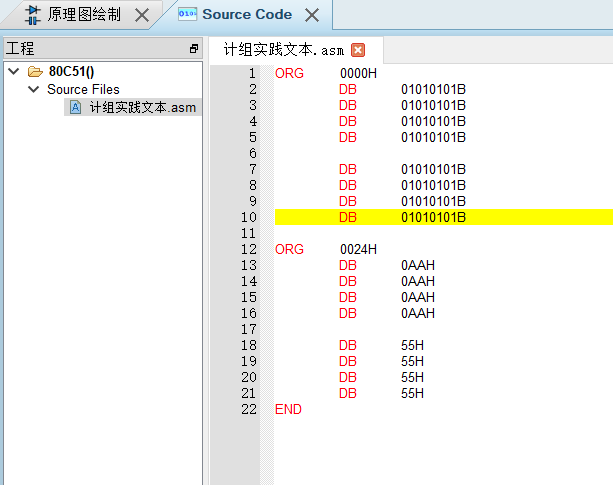 原理图绘制
Source Code
工程
80C51()
Source Files
计组实践文本.asm
计组实践文本.asm
1 ORG 0000H
2 DB 01010101B
3 DB 01010101B
4 DB 01010101B
5 DB 01010101B
6
7 DB 01010101B
8 DB 01010101B
9 DB 01010101B
10 DB 01010101B
11
12 ORG 0024H
13 DB 0AAH
14 DB 0AAH
15 DB 0AAH
16 DB 0AAH
17
18 DB 55H
19 DB 55H
20 DB 55H
21 DB 55H
22 END